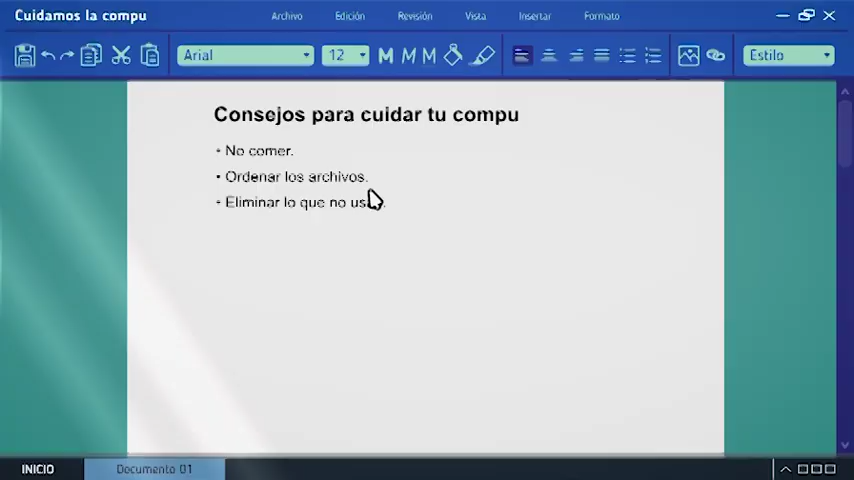 Cuidamos la compu
Archivo Edición Revisión Vista Insertar Formato
Arial 12 M M M Estilo
Consejos para cuidar tu compu
• No comer.
• Ordenar los archivos.
• Eliminar lo que no
INICIO Documento 01